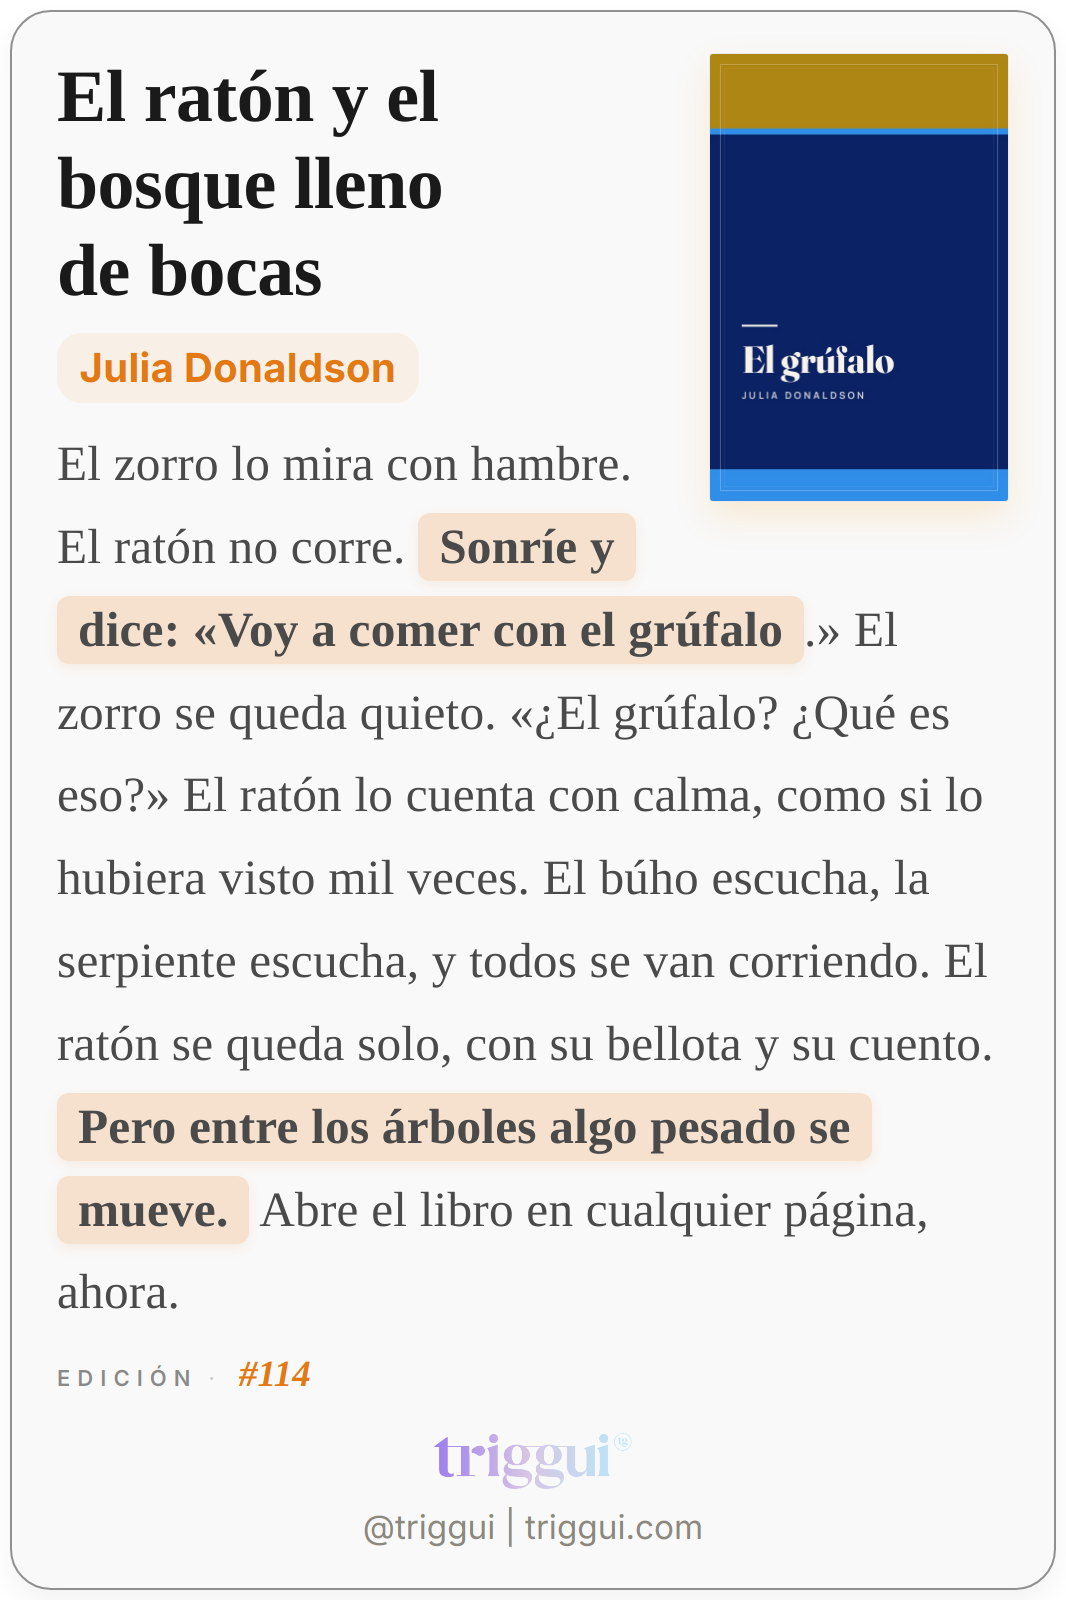 El ratón y el
bosque lleno
de bocas
Julia Donaldson
El grúfalo
JULIA DONALDSON
El zorro lo mira con hambre.
El ratón no corre. Sonríe y
dice: «Voy a comer con el grúfalo.» El
zorro se queda quieto. «¿El grúfalo? ¿Qué es
eso?» El ratón lo cuenta con calma, como si lo
hubiera visto mil veces. El búho escucha, la
serpiente escucha, y todos se van corriendo. El
ratón se queda solo, con su bellota y su cuento.
Pero entre los árboles algo pesado se
mueve. Abre el libro en cualquier página,
ahora.
EDICIÓN · #114
triggui tg
@triggui | triggui.com